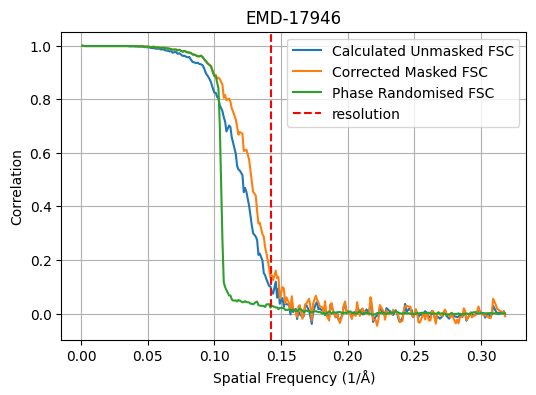 EMD-17946
Calculated Unmasked FSC
Corrected Masked FSC
Phase Randomised FSC
resolution
1.0
0.8
0.6
0.4
0.2
0.0
Correlation
0.00
0.05
0.10
0.15
0.20
0.25
0.30
Spatial Frequency (1/Å)